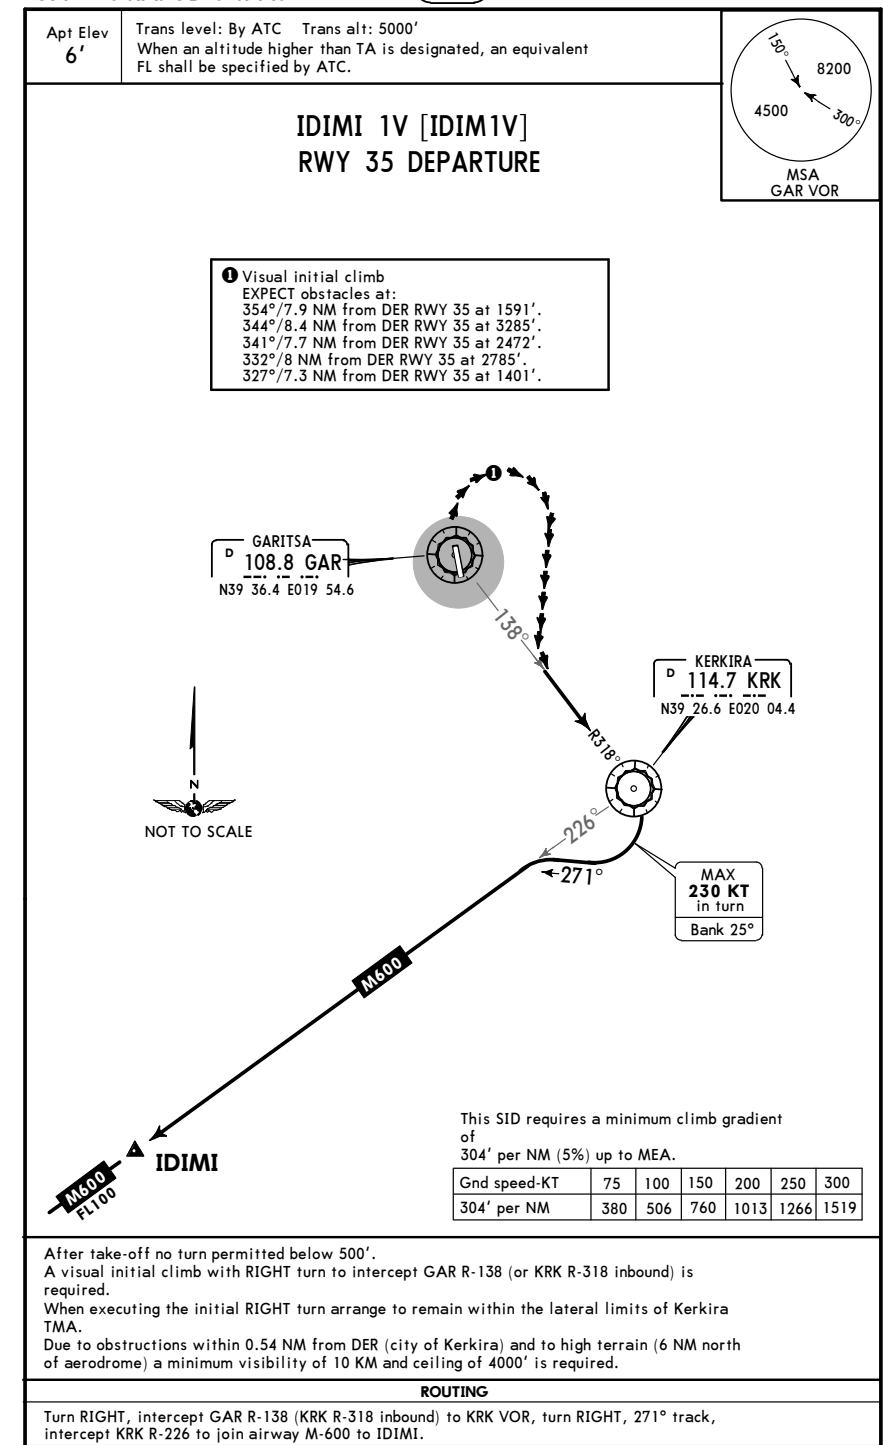 Apt Elev
6'
Trans level: By ATC Trans alt: 5000'
When an altitude higher than TA is designated, an equivalent
FL shall be specified by ATC.
150°
8200
4500
300°
MSA
GAR VOR
IDIMI 1V [IDIM1V]
RWY 35 DEPARTURE
1 Visual initial climb
EXPECT obstacles at:
354°/7.9 NM from DER RWY 35 at 1591'.
344°/8.4 NM from DER RWY 35 at 3285'.
341°/7.7 NM from DER RWY 35 at 2472'.
332°/8 NM from DER RWY 35 at 2785'.
327°/7.3 NM from DER RWY 35 at 1401'.
1
GARITSA
D 108.8 GAR
N39 36.4 E019 54.6
138°
KERKIRA
D 114.7 KRK
N39 26.6 E020 04.4
R318°
N
NOT TO SCALE
226°
271°
MAX
230 KT
in turn
Bank 25°
M600
IDIMI
M600
FL100
This SID requires a minimum climb gradient
of
304' per NM (5%) up to MEA.
Gnd speed-KT 75 100 150 200 250 300
304' per NM 380 506 760 1013 1266 1519
After take-off no turn permitted below 500'.
A visual initial climb with RIGHT turn to intercept GAR R-138 (or KRK R-318 inbound) is
required.
When executing the initial RIGHT turn arrange to remain within the lateral limits of Kerkira
TMA.
Due to obstructions within 0.54 NM from DER (city of Kerkira) and to high terrain (6 NM north
of aerodrome) a minimum visibility of 10 KM and ceiling of 4000' is required.
ROUTING
Turn RIGHT, intercept GAR R-138 (KRK R-318 inbound) to KRK VOR, turn RIGHT, 271° track,
intercept KRK R-226 to join airway M-600 to IDIMI.